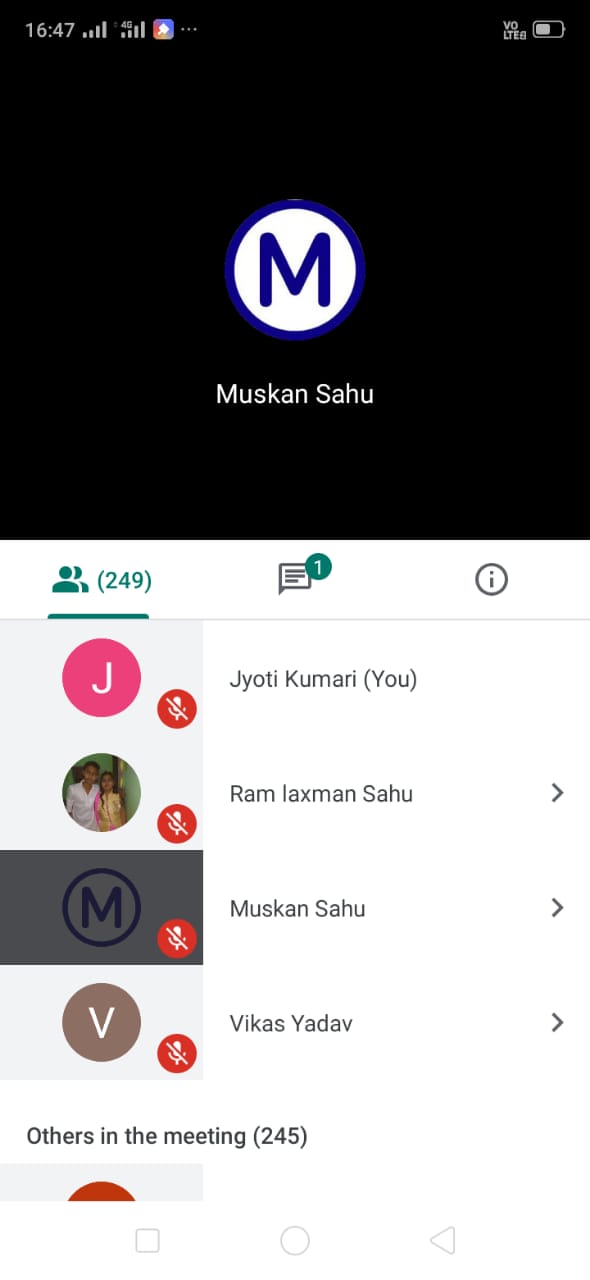 16:47
4G
VO
LTE
M
Muskan Sahu
(249)
1
J
Jyoti Kumari (You)
Ram laxman Sahu
M
Muskan Sahu
V
Vikas Yadav
Others in the meeting (245)